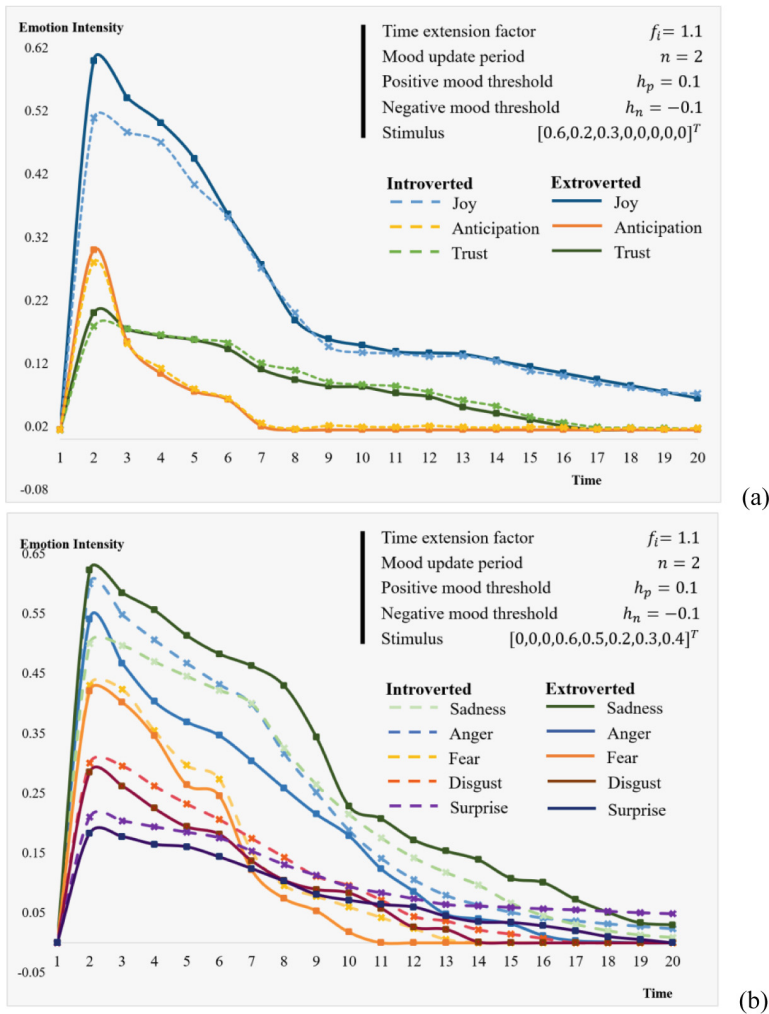 Emotion Intensity
Time extension factor f_i = 1.1
Mood update period n = 2
Positive mood threshold h_p = 0.1
Negative mood threshold h_n = −0.1
Stimulus [0.6,0.2,0.3,0,0,0,0,0]^T
Introverted Extroverted
Joy Joy
Anticipation Anticipation
Trust Trust
0.62
0.52
0.42
0.32
0.22
0.12
0.02
-0.08
1 2 3 4 5 6 7 8 9 10 11 12 13 14 15 16 17 18 19 20
Time
(a)
Emotion Intensity
Time extension factor f_i = 1.1
Mood update period n = 2
Positive mood threshold h_p = 0.1
Negative mood threshold h_n = −0.1
Stimulus [0,0,0,0.6,0.5,0.2,0.3,0.4]^T
Introverted Extroverted
Sadness Sadness
Anger Anger
Fear Fear
Disgust Disgust
Surprise Surprise
0.65
0.55
0.45
0.35
0.25
0.15
0.05
-0.05
1 2 3 4 5 6 7 8 9 10 11 12 13 14 15 16 17 18 19 20
Time
(b)